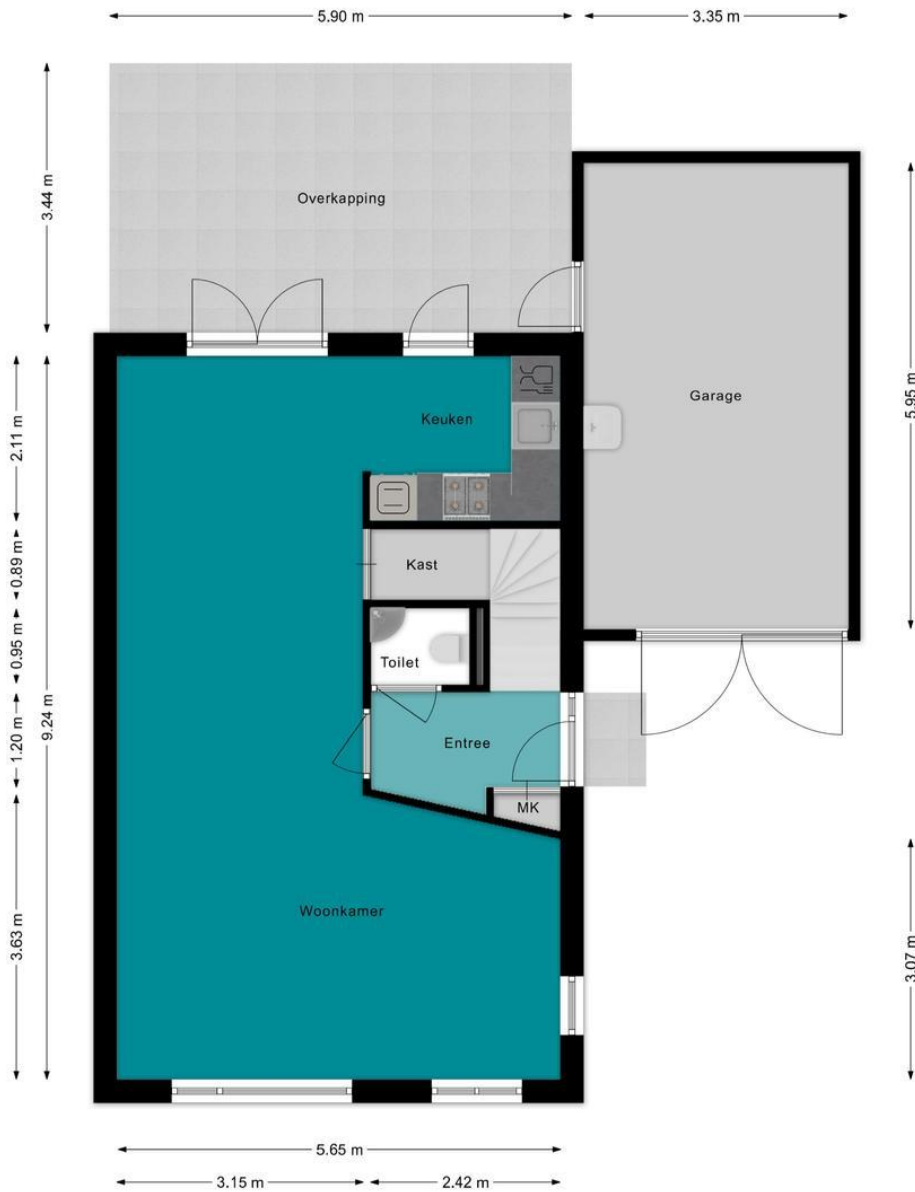 5.90 m
3.35 m
3.44 m
Overkapping
5.95 m
Garage
2.11 m
Keuken
0.89 m
Kast
0.95 m
Toilet
9.24 m
1.20 m
Entree
MK
Woonkamer
3.63 m
3.07 m
5.65 m
3.15 m
2.42 m